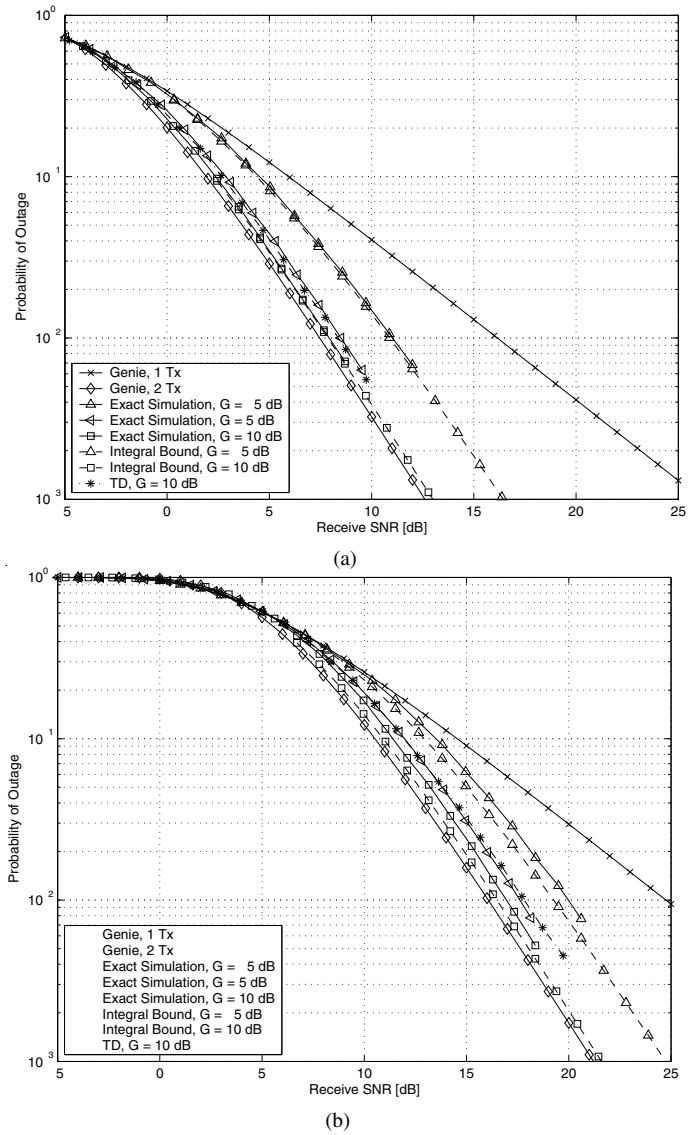 10 0
10 1
10 2
10 3
Probability of Outage
Genie, 1 Tx
Genie, 2 Tx
Exact Simulation, G = 5 dB
Exact Simulation, G = 5 dB
Exact Simulation, G = 10 dB
Integral Bound, G = 5 dB
Integral Bound, G = 10 dB
TD, G = 10 dB
5 0 5 10 15 20 25
Receive SNR [dB]
(a)
10 0
10 1
10 2
10 3
Probability of Outage
Genie, 1 Tx
Genie, 2 Tx
Exact Simulation, G = 5 dB
Exact Simulation, G = 5 dB
Exact Simulation, G = 10 dB
Integral Bound, G = 5 dB
Integral Bound, G = 10 dB
TD, G = 10 dB
5 0 5 10 15 20 25
Receive SNR [dB]
(b)